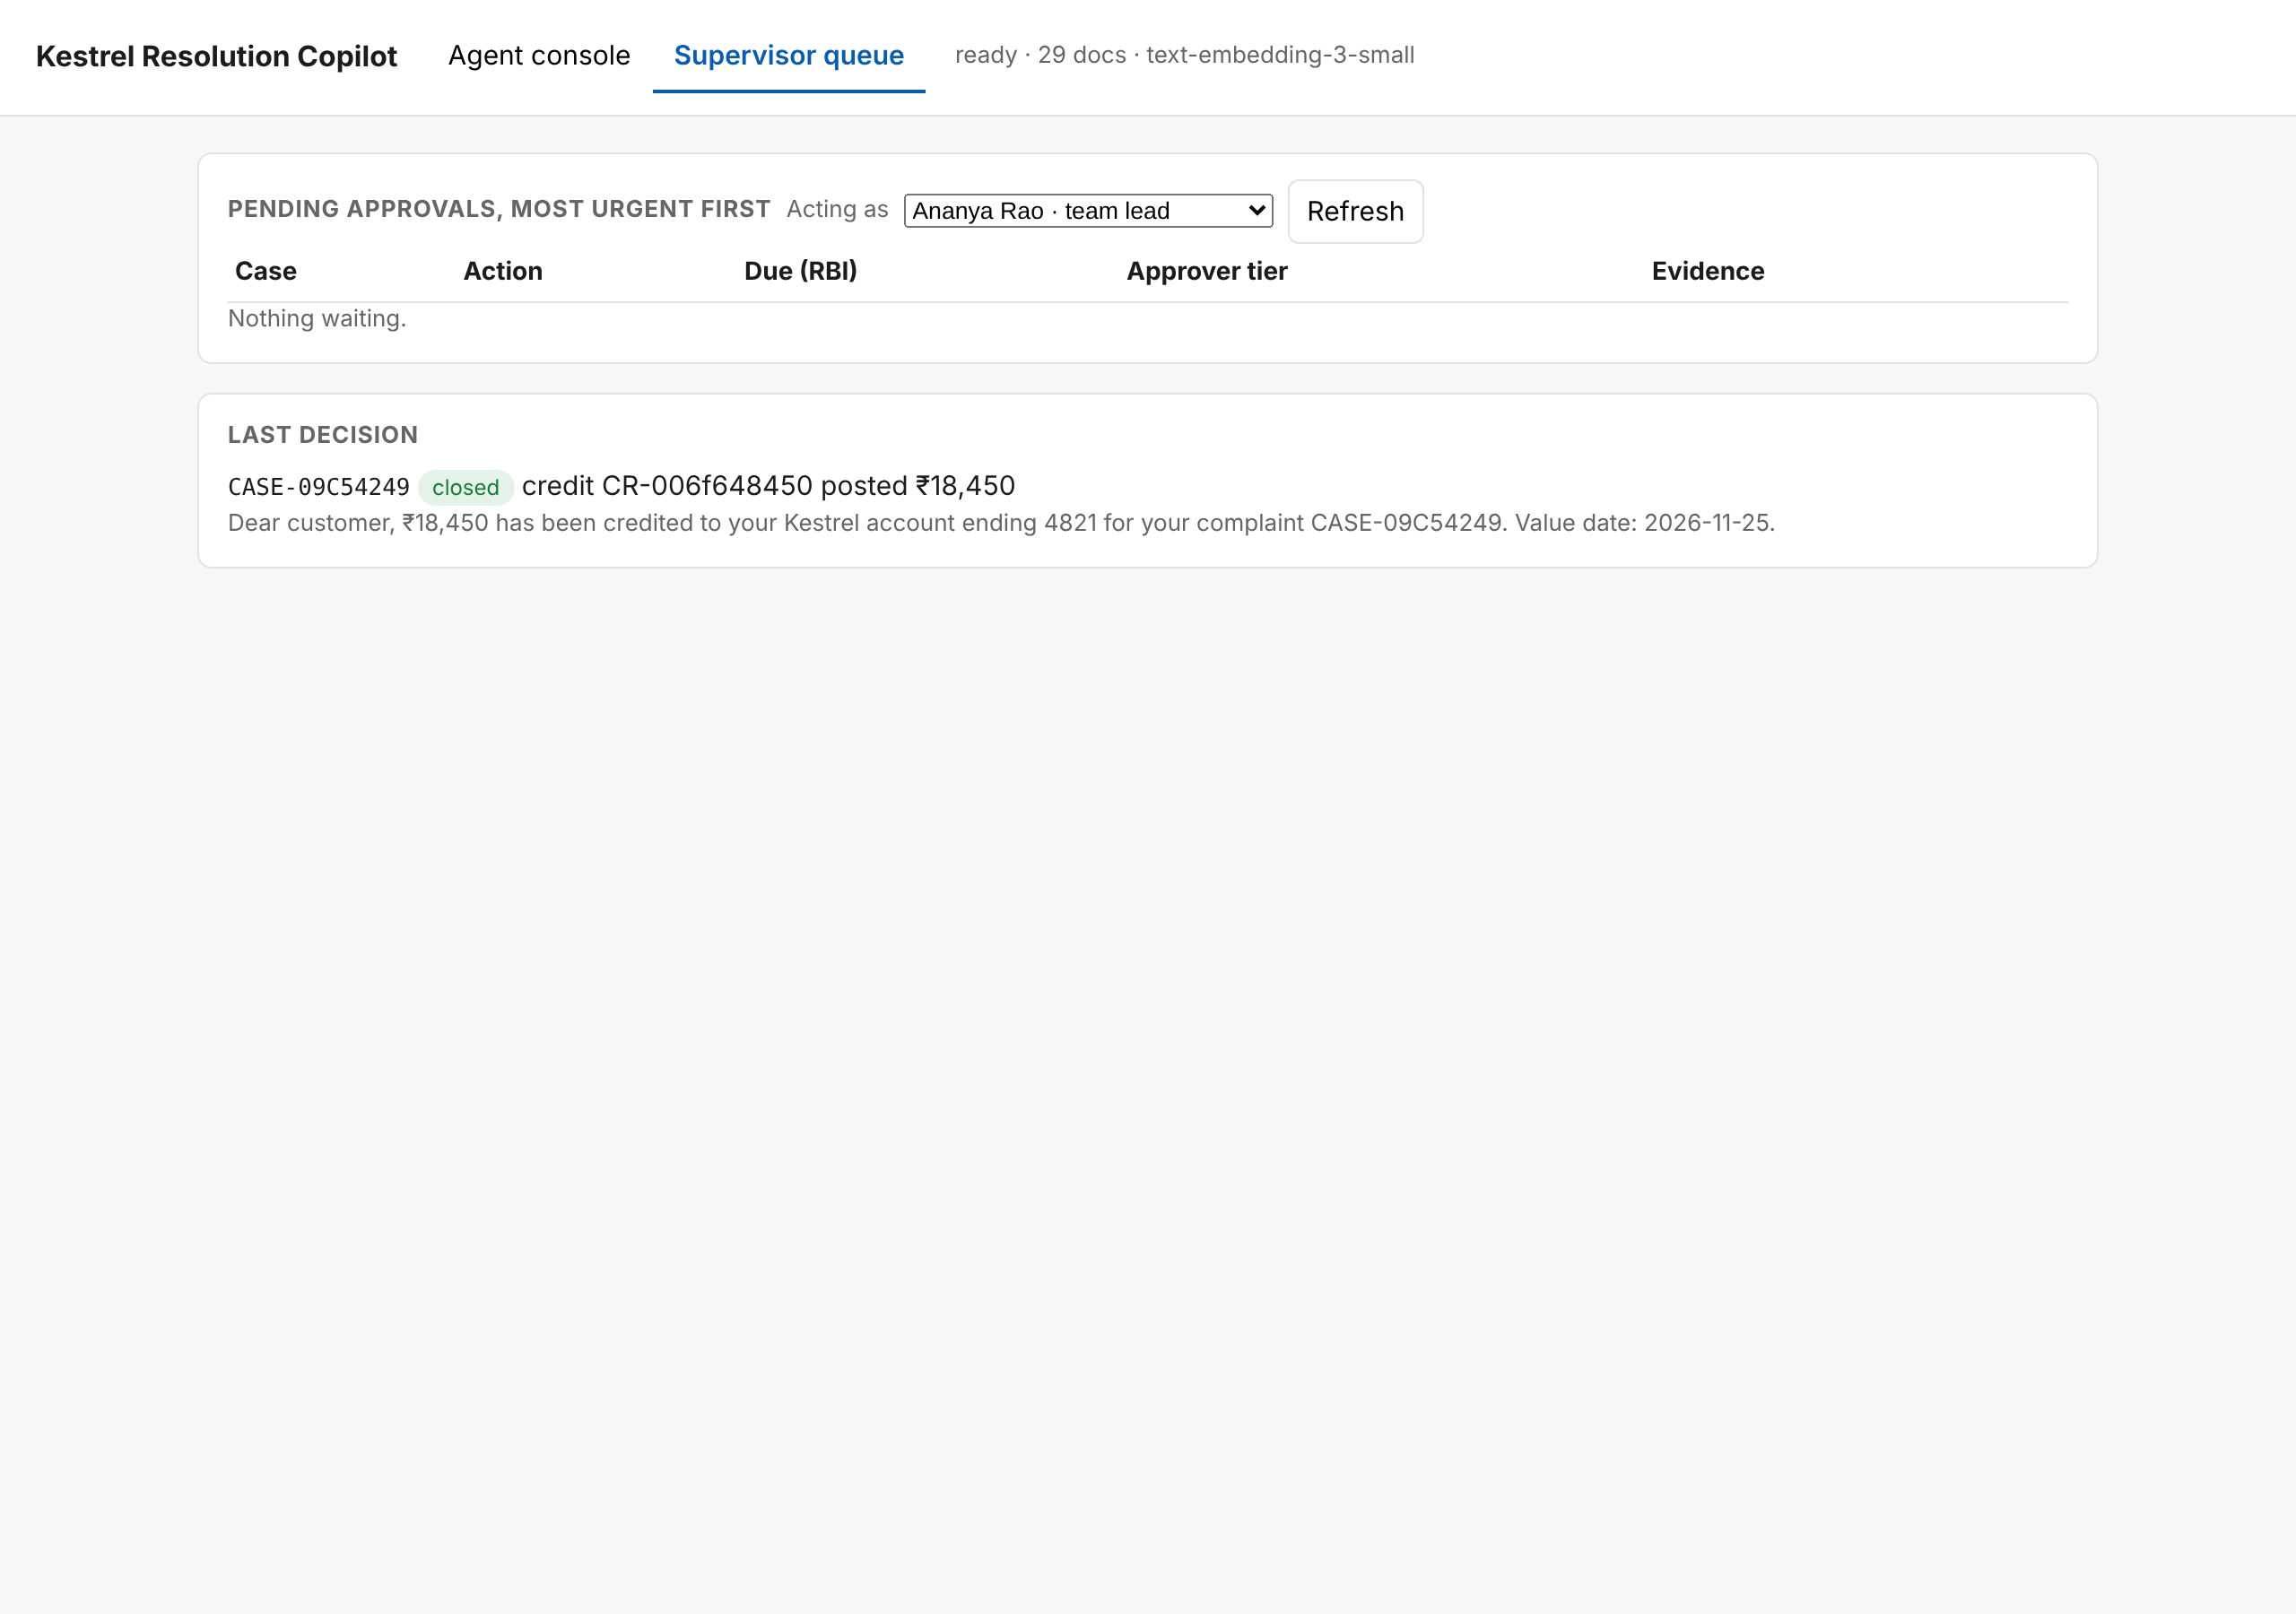 Kestrel Resolution Copilot Agent console Supervisor queue ready · 29 docs · text-embedding-3-small
PENDING APPROVALS, MOST URGENT FIRST Acting as Ananya Rao · team lead Refresh
Case Action Due (RBI) Approver tier Evidence
Nothing waiting.
LAST DECISION
CASE-09C54249 closed credit CR-006f648450 posted ₹18,450
Dear customer, ₹18,450 has been credited to your Kestrel account ending 4821 for your complaint CASE-09C54249. Value date: 2026-11-25.